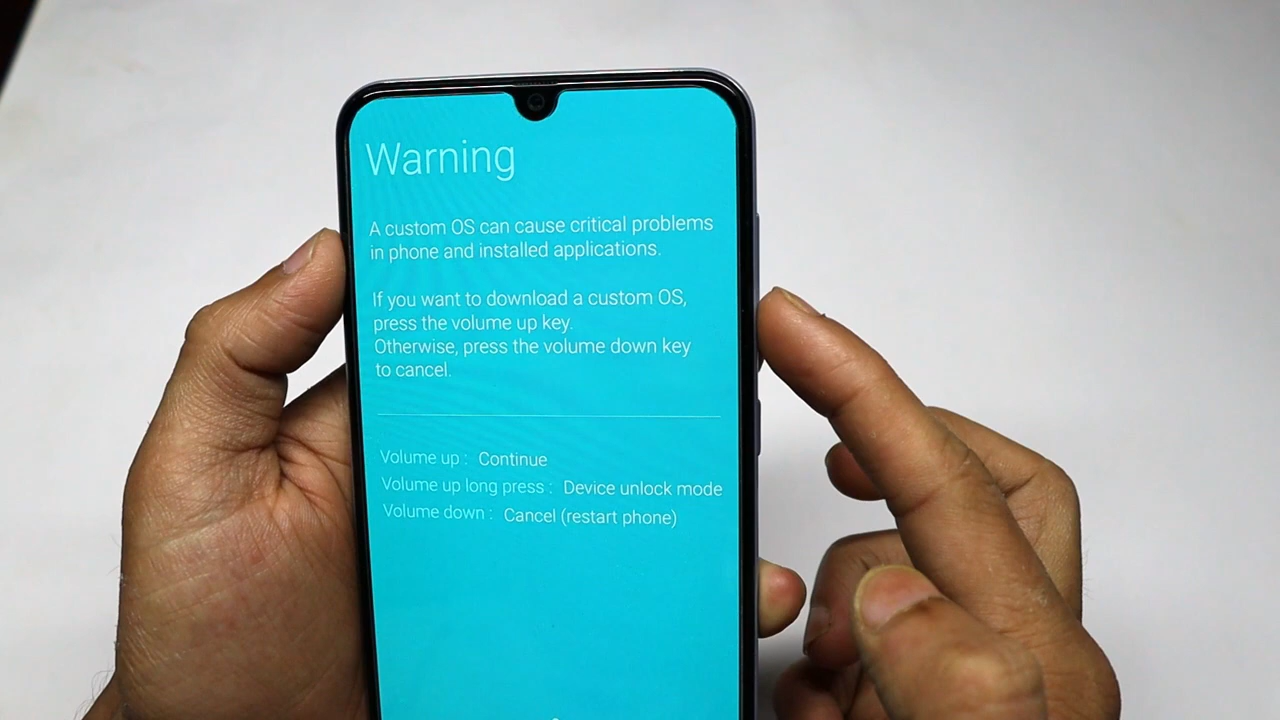 Warning
A custom OS can cause critical problems
in phone and installed applications.
If you want to download a custom OS,
press the volume up key.
Otherwise, press the volume down key
to cancel.
Volume up : Continue
Volume up long press : Device unlock mode
Volume down : Cancel (restart phone)